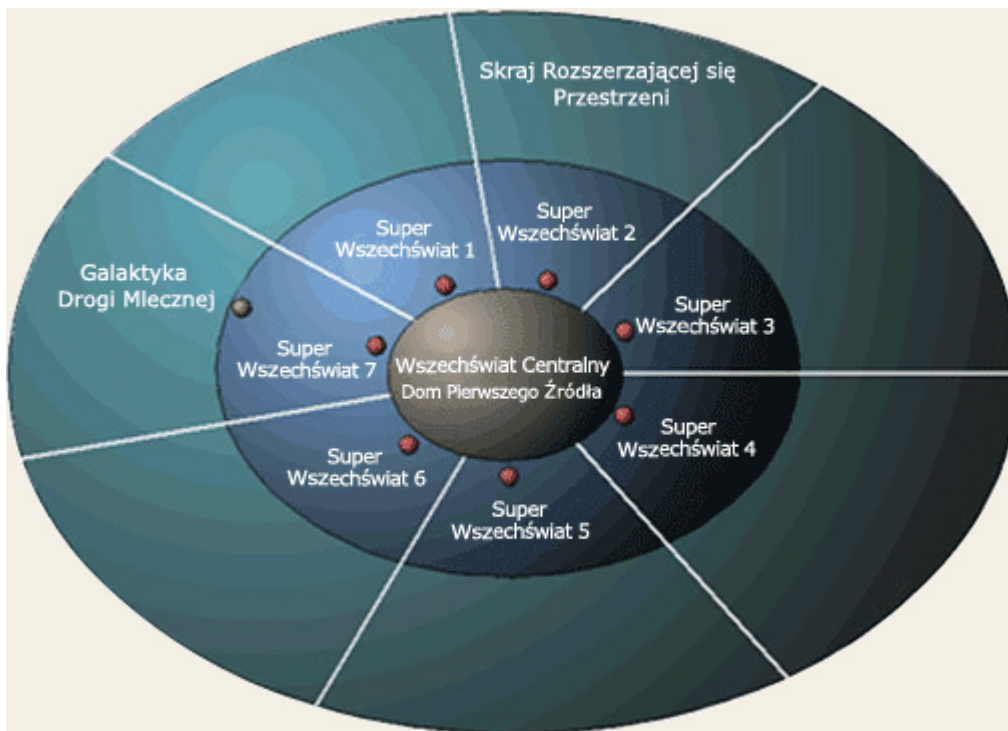 Skraj Rozszerzającej się
Przestrzeni
Super
Wszechświat 1
Super
Wszechświat 2
Galaktyka
Drogi Mlecznej
Super
Wszechświat 3
Super
Wszechświat 7
Wszechświat Centralny
Dom Pierwszego Źródła
Super
Wszechświat 4
Super
Wszechświat 6
Super
Wszechświat 5